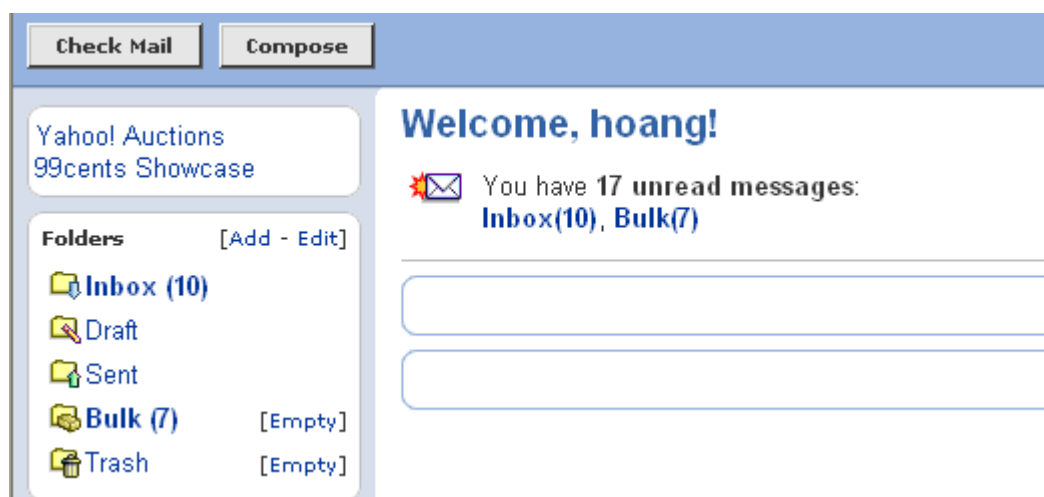 Check Mail Compose
Yahoo! Auctions
99cents Showcase
Folders [Add - Edit]
Inbox (10)
Draft
Sent
Bulk (7) [Empty]
Trash [Empty]
Welcome, hoang!
You have 17 unread messages:
Inbox(10), Bulk(7)